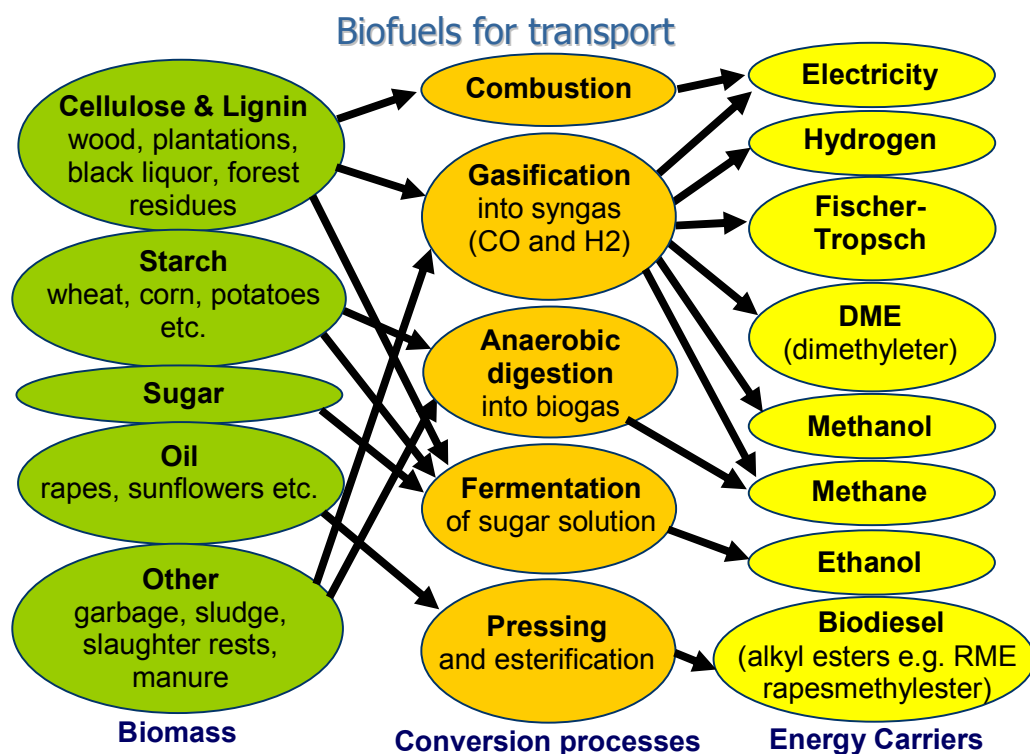 Biofuels for transport
Cellulose & Lignin
wood, plantations,
black liquor, forest
residues
Starch
wheat, corn, potatoes
etc.
Sugar
Oil
rapes, sunflowers etc.
Other
garbage, sludge,
slaughter rests,
manure
Biomass
Combustion
Gasification
into syngas
(CO and H2)
Anaerobic
digestion
into biogas
Fermentation
of sugar solution
Pressing
and esterification
Conversion processes
Electricity
Hydrogen
Fischer-
Tropsch
DME
(dimethyleter)
Methanol
Methane
Ethanol
Biodiesel
(alkyl esters e.g. RME
rapesmethylester)
Energy Carriers